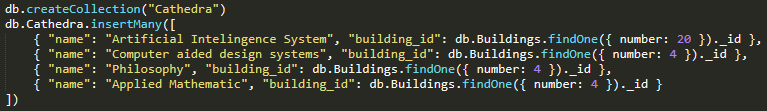 db.createCollection("Cathedra")
db.Cathedra.insertMany([
    { "name": "Artificial Intelingence System", "building_id": db.Buildings.findOne({ number: 20 })._id },
    { "name": "Computer aided design systems", "building_id": db.Buildings.findOne({ number: 4 })._id },
    { "name": "Philosophy", "building_id": db.Buildings.findOne({ number: 4 })._id },
    { "name": "Applied Mathematic", "building_id": db.Buildings.findOne({ number: 4 })._id }
])